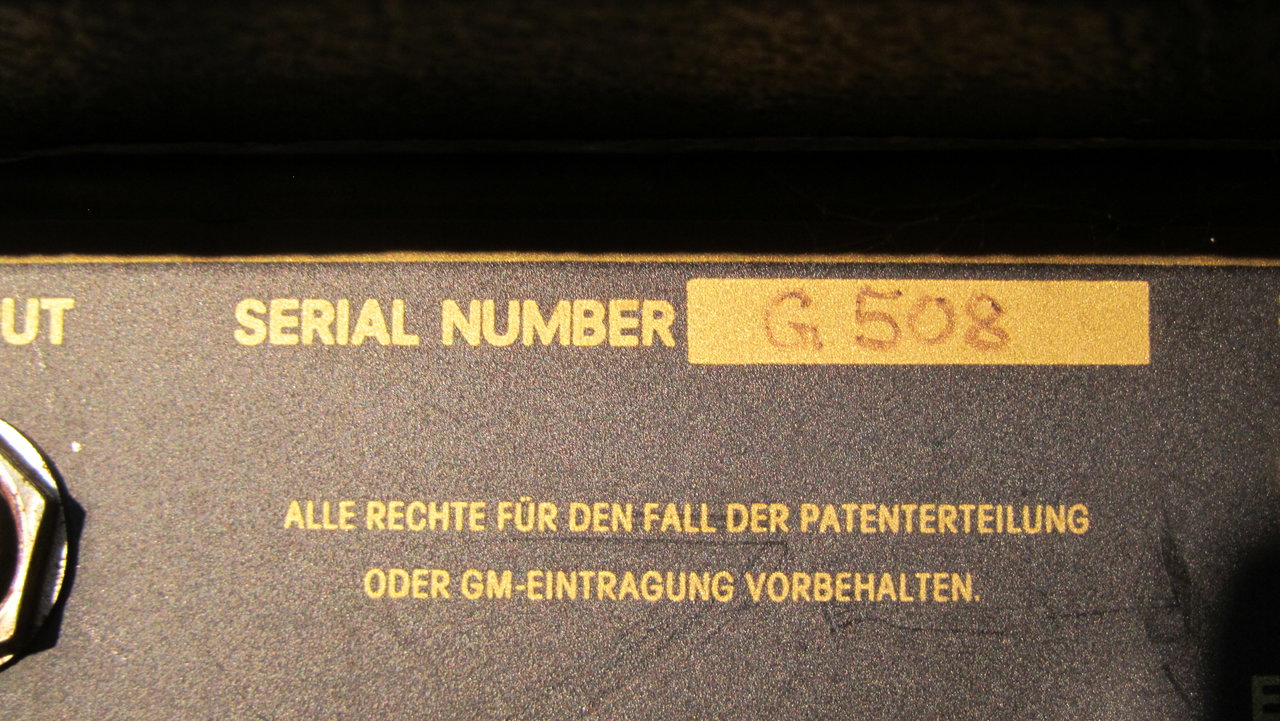 UT
SERIAL NUMBER G 508
ALLE RECHTE FÜR DEN FALL DER PATENTERTEILUNG
ODER GM-EINTRAGUNG VORBEHALTEN.